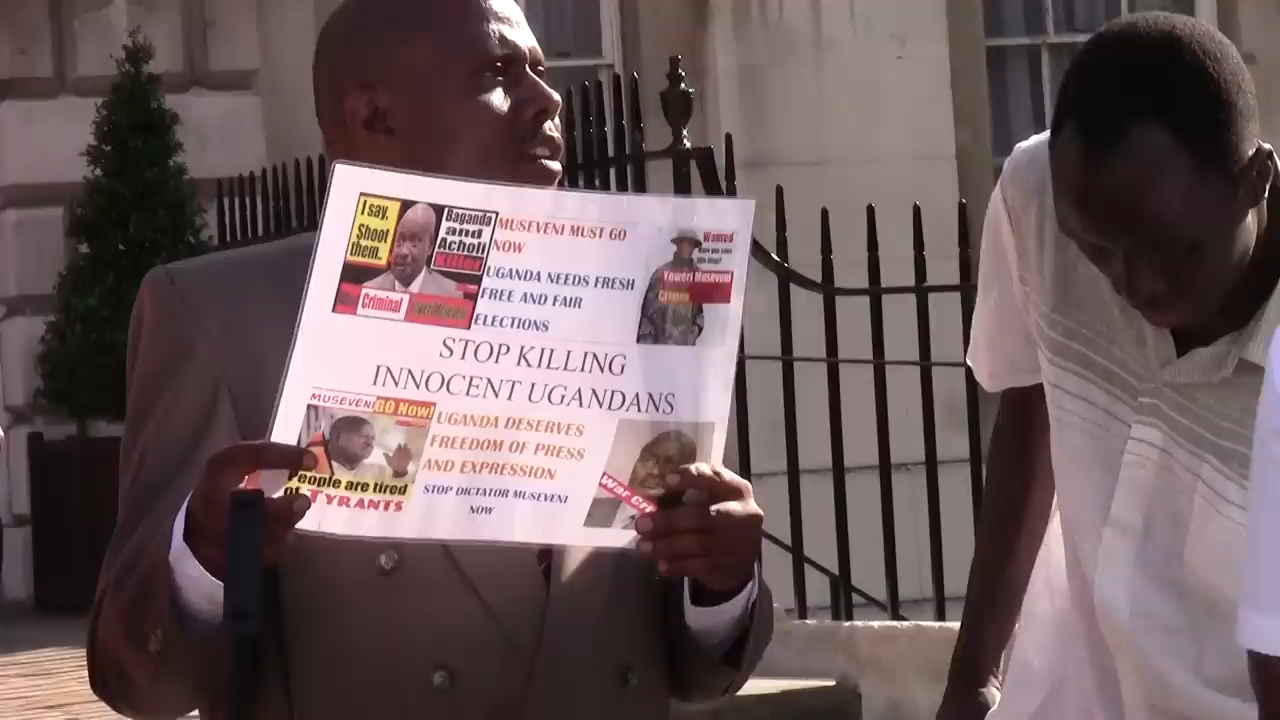 I say,
Shoot
them..
Baganda
and
Acholi
Killer
Criminal
Yoweri Museveni
MUSEVENI MUST GO
NOW
UGANDA NEEDS FRESH
FREE AND FAIR
ELECTIONS
Wanted
Yoweri Museveni
STOP KILLING
INNOCENT UGANDANS
MUSEVENI GO Now!
People are tired
of TYRANTS
UGANDA DESERVES
FREEDOM OF PRESS
AND EXPRESSION
STOP DICTATOR MUSEVENI
NOW
War Cri